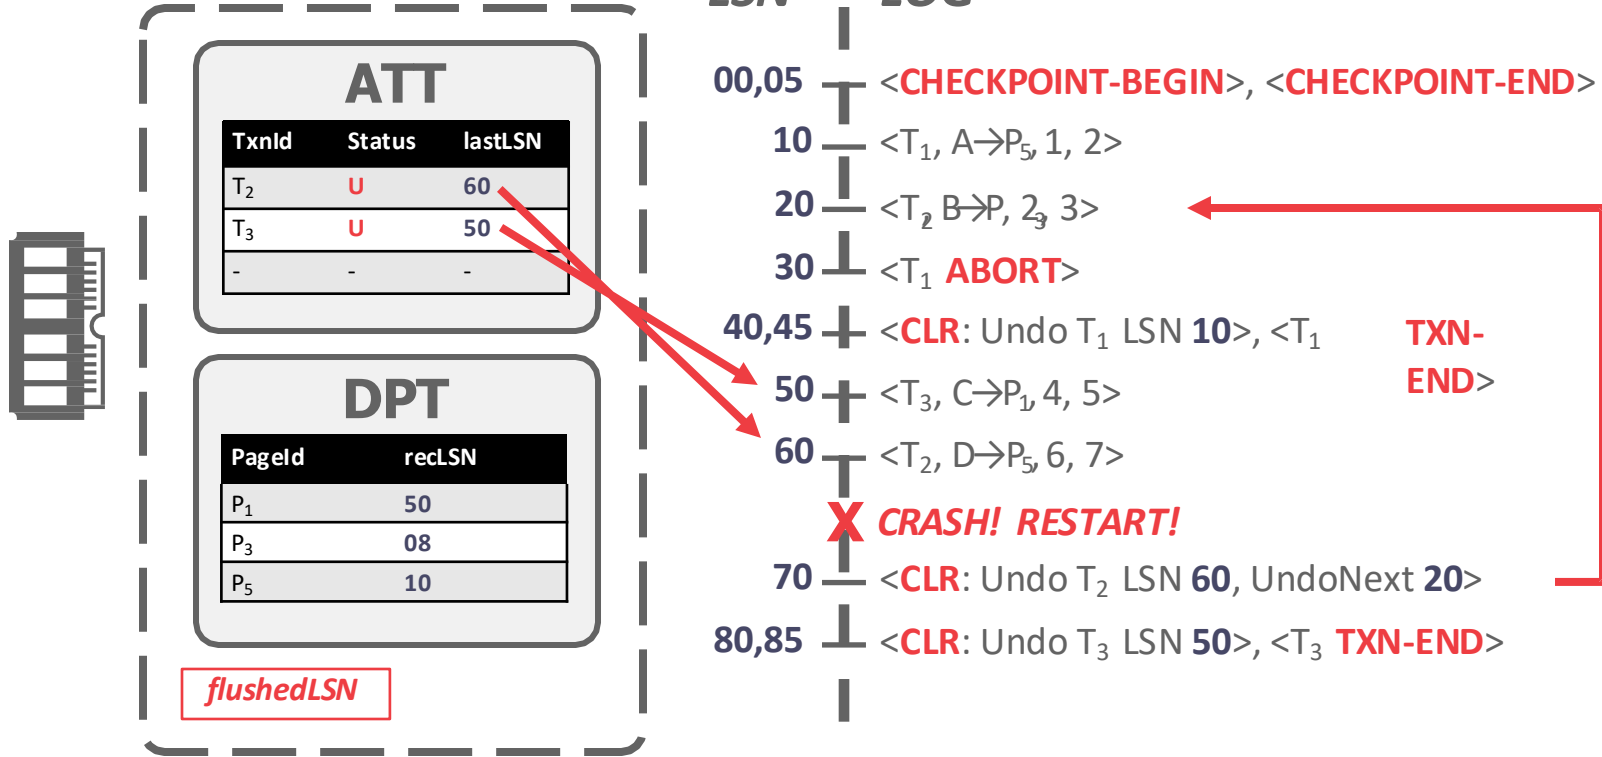 LSN LOG
ATT
TxnId Status lastLSN
T2 U 60
T3 U 50
- - -
DPT
PageId recLSN
P1 50
P3 08
P5 10
flushedLSN
00,05 <CHECKPOINT-BEGIN>, <CHECKPOINT-END>
10 <T1, A→P5, 1, 2>
20 <T2, B→P, 23, 3>
30 <T1 ABORT>
40,45 <CLR: Undo T1 LSN 10>, <T1 TXN-
END>
50 <T3, C→P1, 4, 5>
60 <T2, D→P5, 6, 7>
X CRASH! RESTART!
70 <CLR: Undo T2 LSN 60, UndoNext 20>
80,85 <CLR: Undo T3 LSN 50>, <T3 TXN-END>